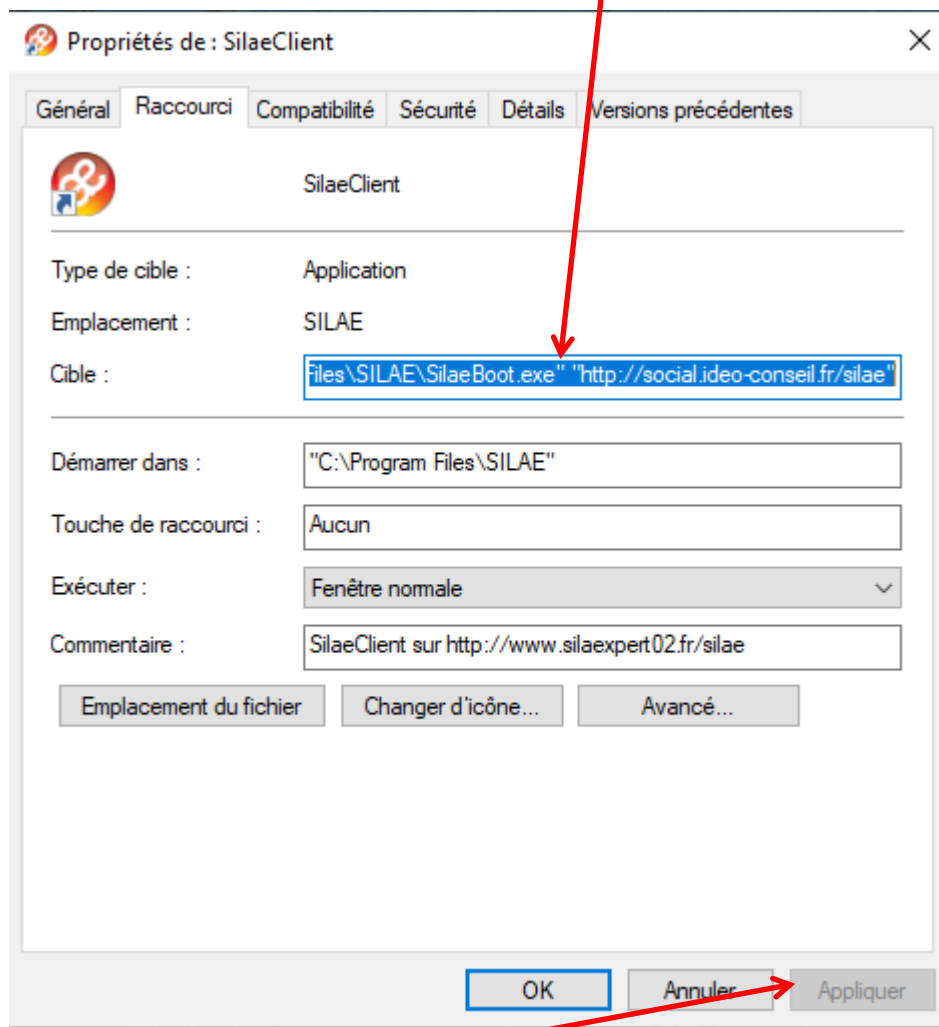 Propriétés de : SilaeClient
Général Raccourci Compatibilité Sécurité Détails Versions précédentes
SilaeClient
Type de cible : Application
Emplacement : SILAE
Cible : Files\SILAE\SilaeBoot.exe" "http://social.ideo-conseil.fr/silae"
Démarrer dans : "C:\Program Files\SILAE"
Touche de raccourci : Aucun
Exécuter : Fenêtre normale
Commentaire : SilaeClient sur http://www.silaexpert02.fr/silae
Emplacement du fichier Changer d'icône... Avancé...
OK Annuler Appliquer